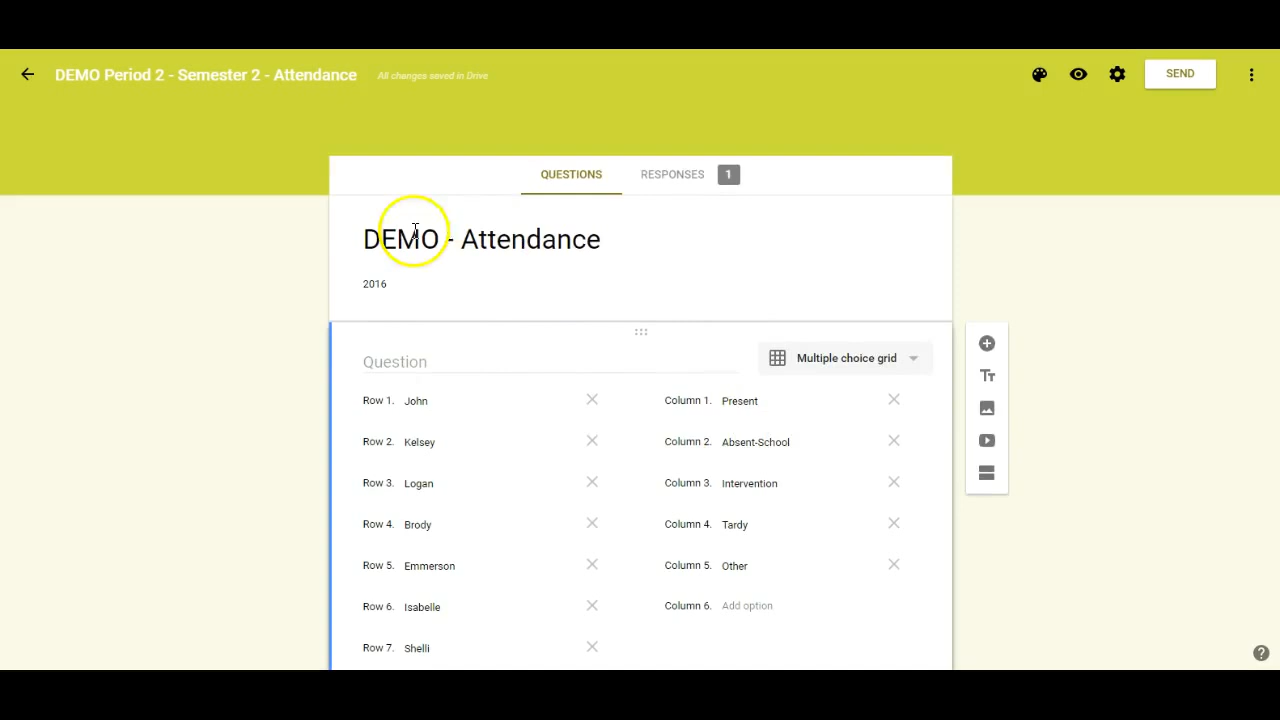 DEMO Period 2 - Semester 2 - Attendance All changes saved in Drive SEND
QUESTIONS RESPONSES 1
DEMO - Attendance
2016
Question Multiple choice grid
Row 1. John Column 1. Present
Row 2. Kelsey Column 2. Absent-School
Row 3. Logan Column 3. Intervention
Row 4. Brody Column 4. Tardy
Row 5. Emmerson Column 5. Other
Row 6. Isabelle Column 6. Add option
Row 7. Shelli